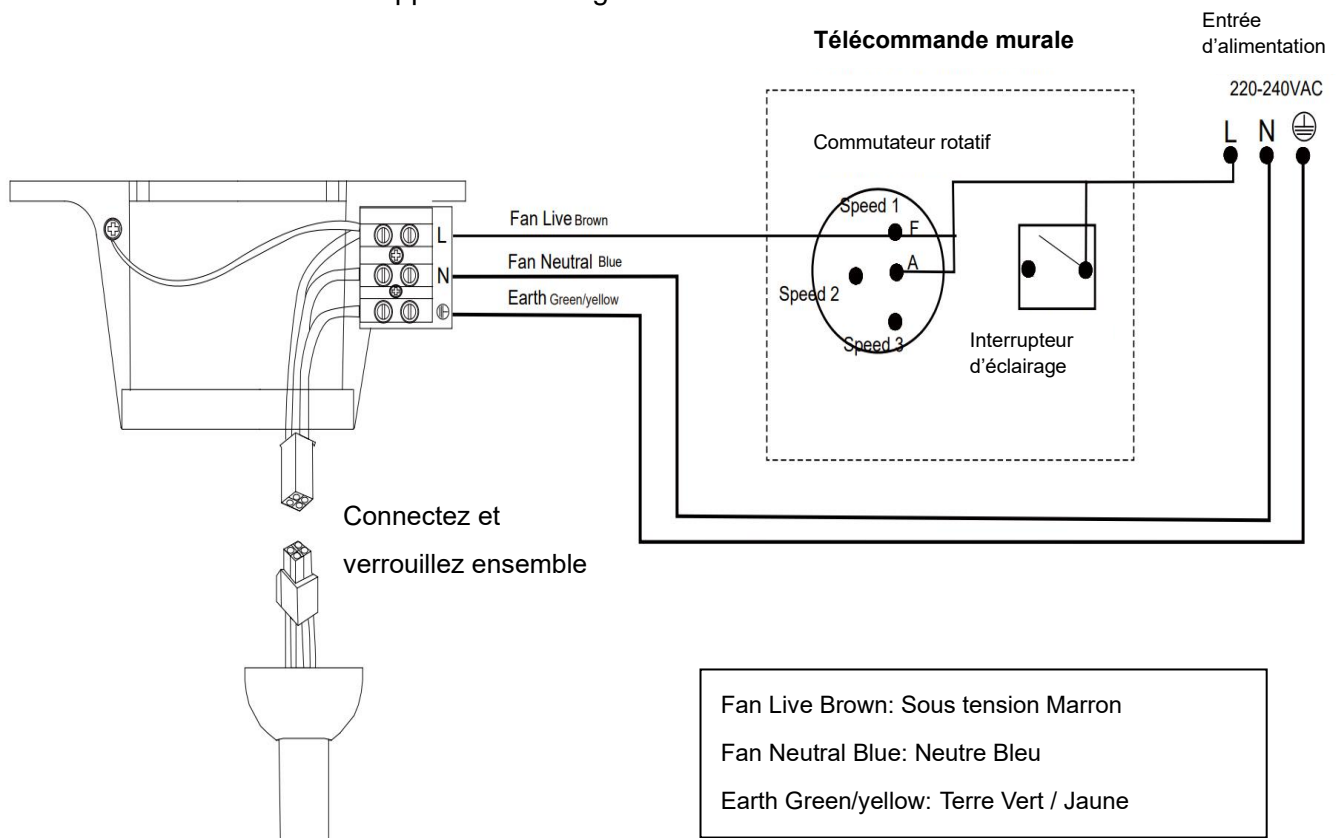 Entrée
d’alimentation
Télécommande murale
220-240VAC
L N
Commutateur rotatif
Speed 1
F
A
Speed 2
Speed 3
Interrupteur
d’éclairage
Fan Live Brown
Fan Neutral Blue
Earth Green/yellow
L
N
Connectez et
verrouillez ensemble
Fan Live Brown: Sous tension Marron
Fan Neutral Blue: Neutre Bleu
Earth Green/yellow: Terre Vert / Jaune